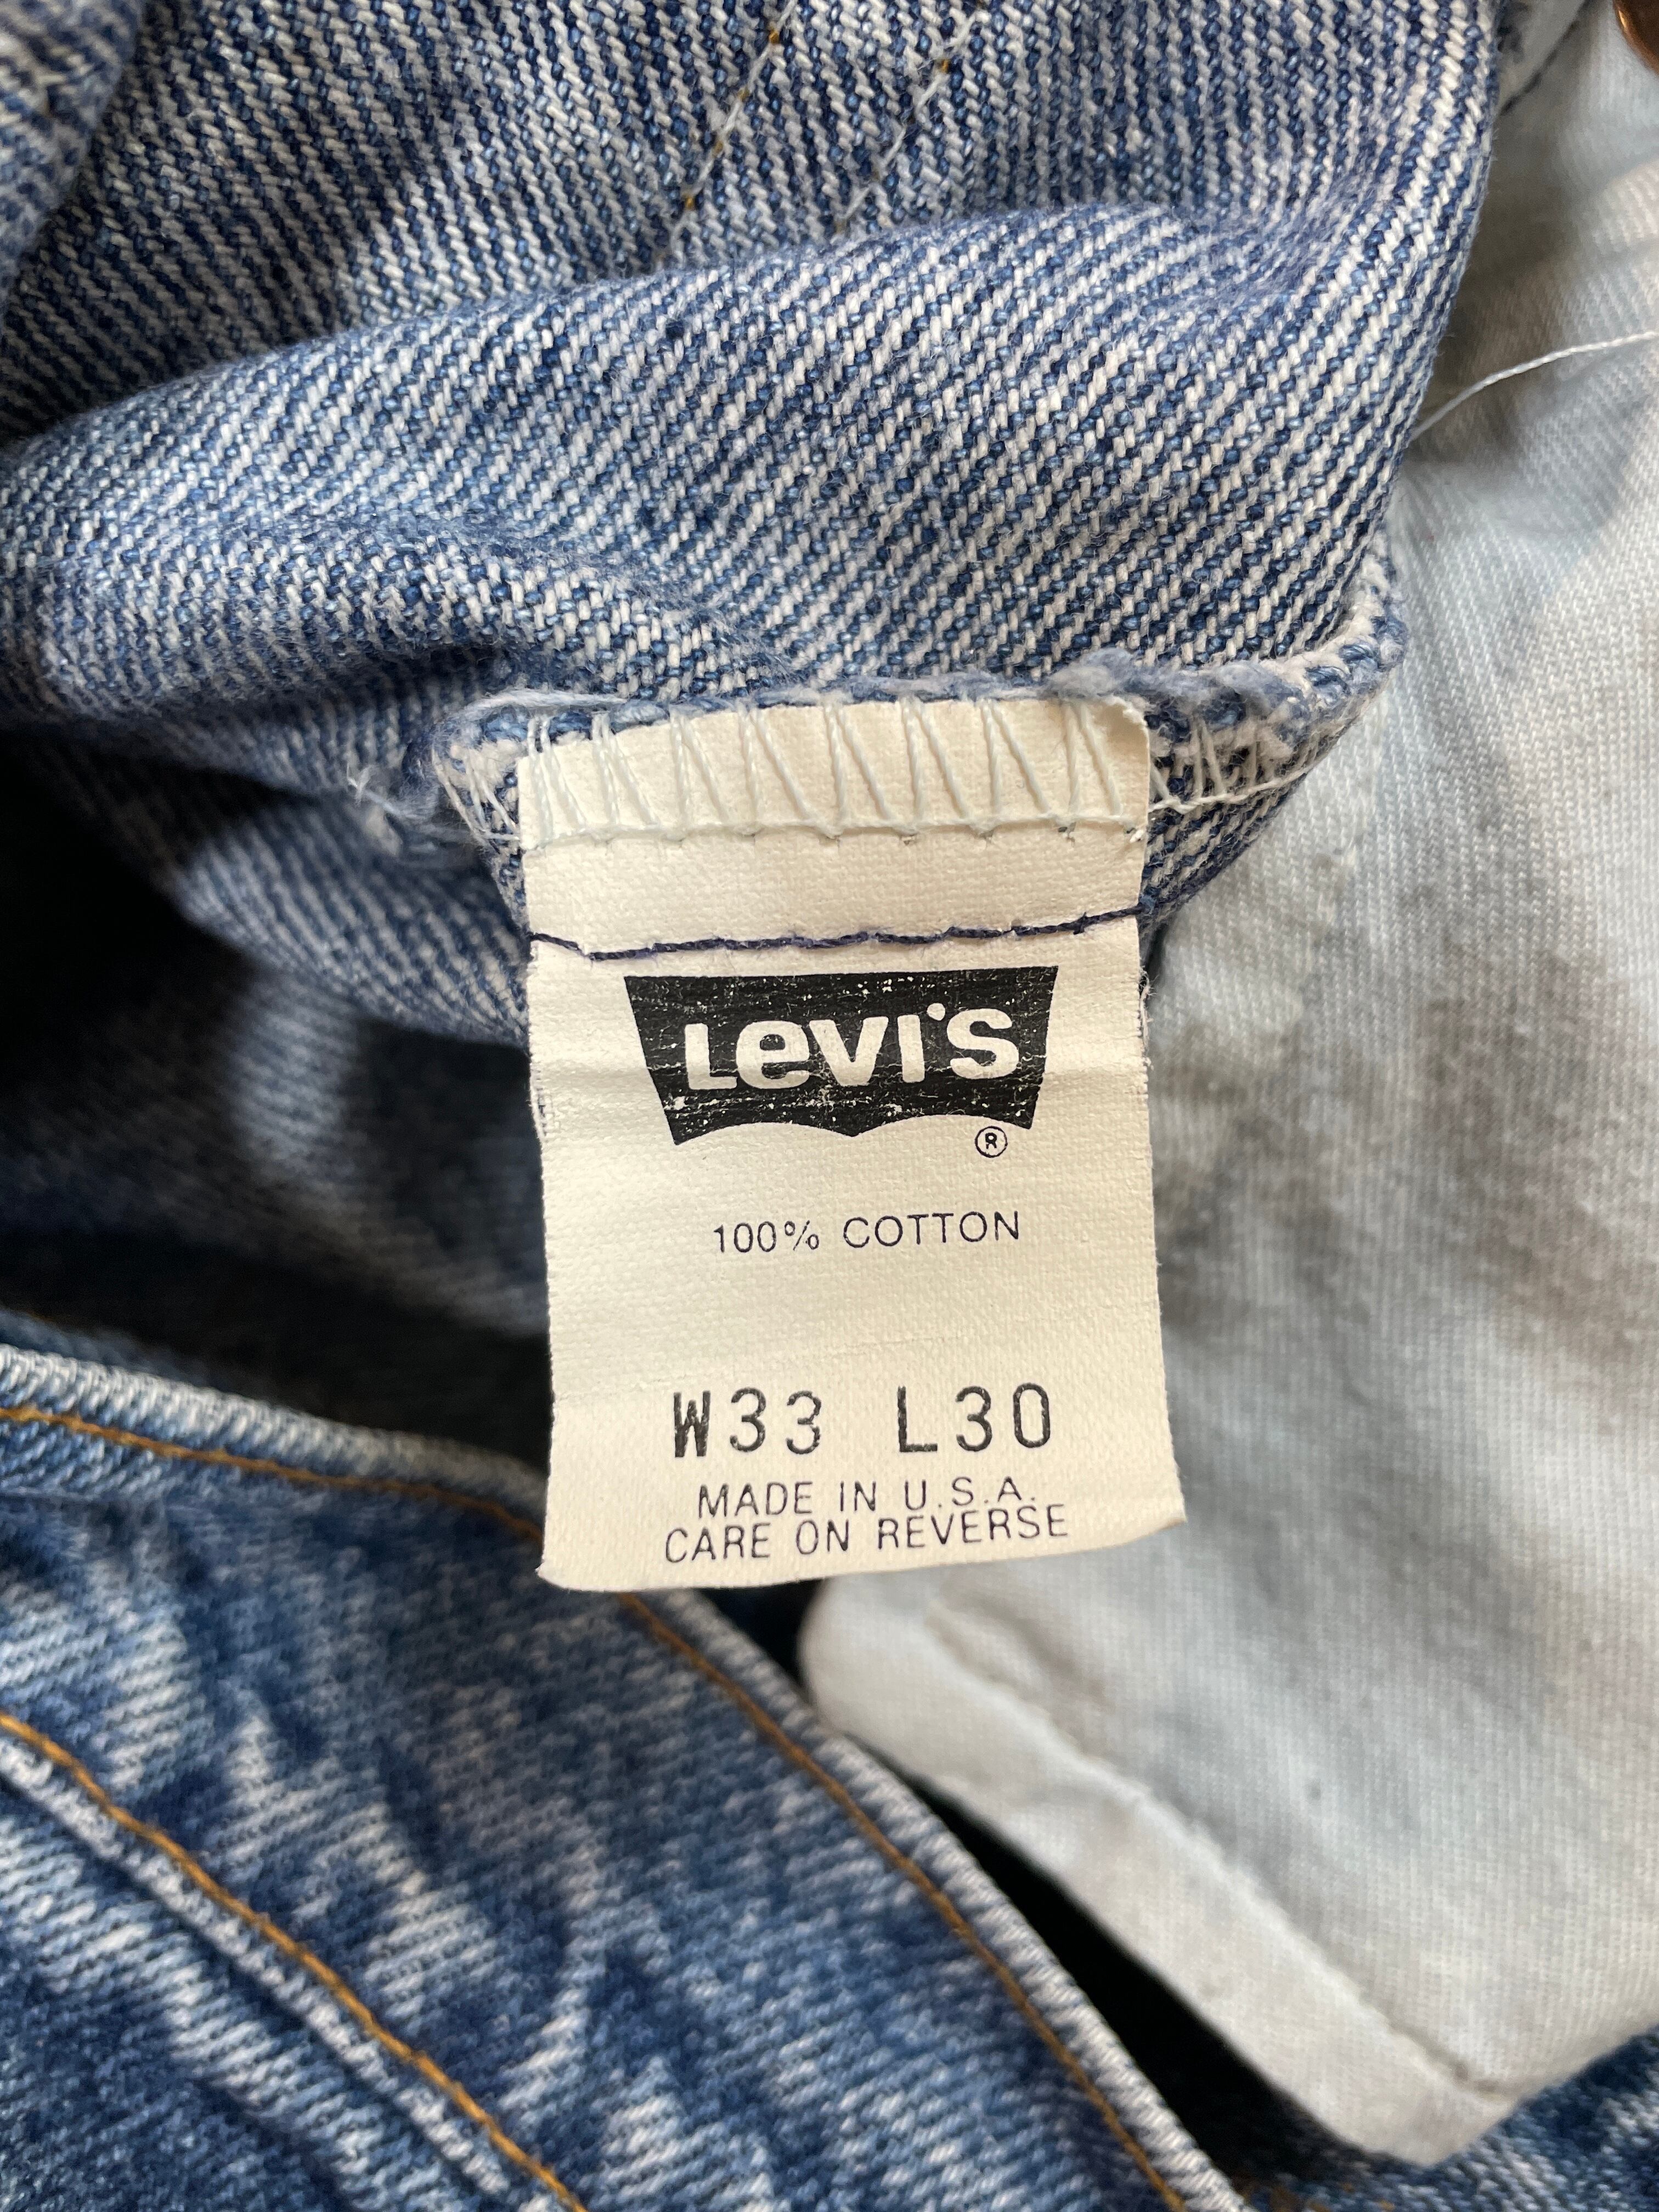 Levi's
®
100% COTTON
W33 L30
MADE IN U.S.A.
CARE ON REVERSE